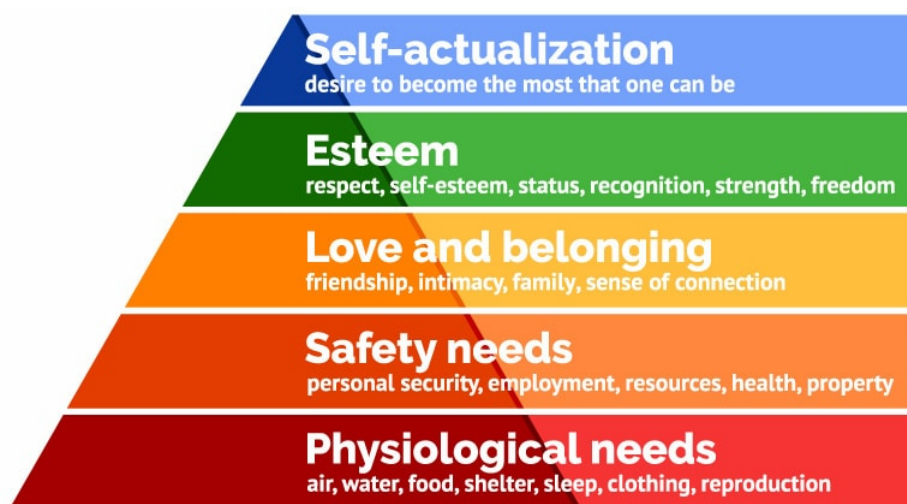 Self-actualization
desire to become the most that one can be
Esteem
respect, self-esteem, status, recognition, strength, freedom
Love and belonging
friendship, intimacy, family, sense of connection
Safety needs
personal security, employment, resources, health, property
Physiological needs
air, water, food, shelter, sleep, clothing, reproduction